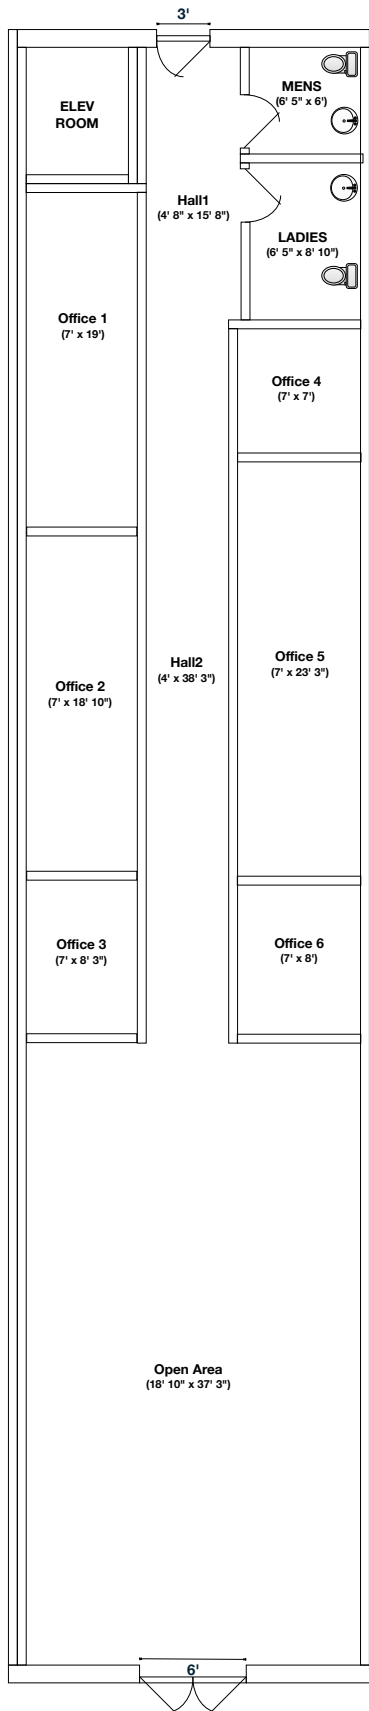 3'
ELEV
ROOM
MENS
(6' 5" x 6')
Hall1
(4' 8" x 15' 8")
LADIES
(6' 5" x 8' 10")
Office 1
(7' x 19')
Office 4
(7' x 7')
Hall2
(4' x 38' 3")
Office 5
(7' x 23' 3")
Office 2
(7' x 18' 10")
Office 3
(7' x 8' 3")
Office 6
(7' x 8')
Open Area
(18' 10" x 37' 3")
6'